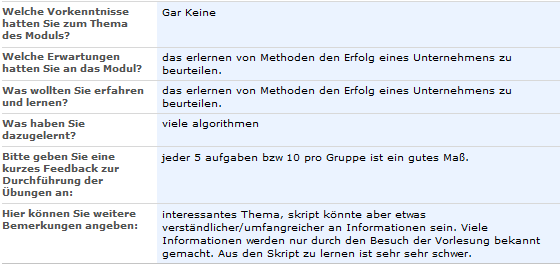 Welche Vorkenntnisse hatten Sie zum Thema des Moduls?
Gar Keine
Welche Erwartungen hatten Sie an das Modul?
das erlernen von Methoden den Erfolg eines Unternehmens zu
beurteilen.
Was wollten Sie erfahren und lernen?
das erlernen von Methoden den Erfolg eines Unternehmens zu
beurteilen.
Was haben Sie dazugelernt?
viele algorithmen
Bitte geben Sie eine kurzes Feedback zur Durchführung der Übungen an:
jeder 5 aufgaben bzw 10 pro Gruppe ist ein gutes Maß.
Hier können Sie weitere Bemerkungen angeben:
interessantes Thema, skript könnte aber etwas
verständlicher/umfangreicher an Informationen sein. Viele
Informationen werden nur durch den Besuch der Vorlesung bekannt
gemacht. Aus den Skript zu lernen ist sehr sehr schwer.